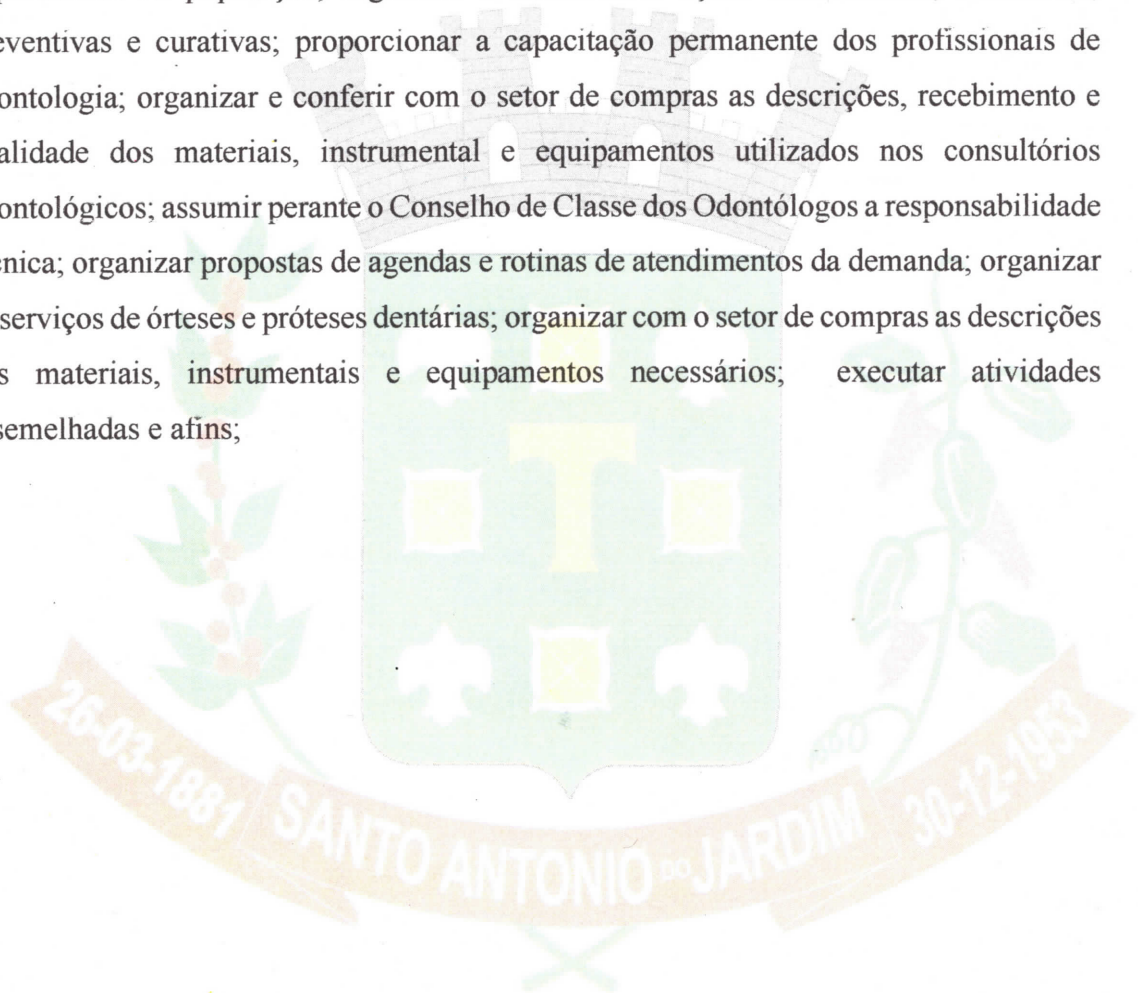 eventivas e curativas; proporcionar a capacitação permanente dos profissionais de
ontologia; organizar e conferir com o setor de compras as descrições, recebimento e
alidade dos materiais, instrumental e equipamentos utilizados nos consultórios
ontológicos; assumir perante o Conselho de Classe dos Odontólogos a responsabilidade
cnica; organizar propostas de agendas e rotinas de atendimentos da demanda; organizar
serviços de órteses e próteses dentárias; organizar com o setor de compras as descrições
s materiais, instrumentais e equipamentos necessários; executar atividades
semelhadas e afins;
T
26-03-1881 SANTO ANTONIO DO JARDIM 30-12-1953